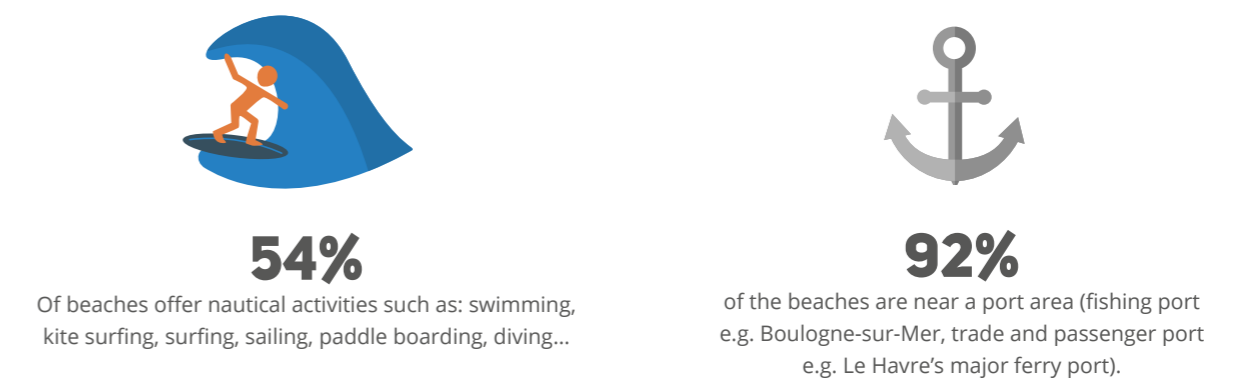 54%
Of beaches offer nautical activities such as: swimming,
kite surfing, surfing, sailing, paddle boarding, diving...
92%
of the beaches are near a port area (fishing port
e.g. Boulogne-sur-Mer, trade and passenger port
e.g. Le Havre’s major ferry port).